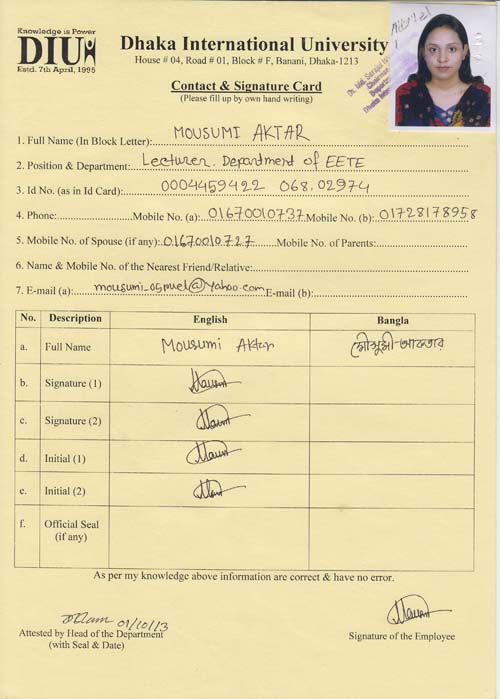 Knowledge is Power
DIU
Estd. 7th April, 1995
Dhaka International University
House # 04, Road # 01, Block # F, Banani, Dhaka-1213
Contact & Signature Card
(Please fill up by own hand writing)
1. Full Name (In Block Letter): MOUSUMI AKTAR
2. Position & Department: Lecturer. Department of EETE
3. Id No. (as in Id Card): 0004459422 068.02974
4. Phone: Mobile No. (a): 01670010737 Mobile No. (b): 01728178958
5. Mobile No. of Spouse (if any): 01670010727 Mobile No. of Parents:
6. Name & Mobile No. of the Nearest Friend/Relative:
7. E-mail (a): mousumi_05muel@yahoo.com E-mail (b):
No. Description English Bangla
a. Full Name Mousumi Aktar মৌসুমী আকতার
b. Signature (1)
c. Signature (2)
d. Initial (1)
e. Initial (2)
f. Official Seal
(if any)
As per my knowledge above information are correct & have no error.
01/10/13
Attested by Head of the Department
(with Seal & Date)
Signature of the Employee